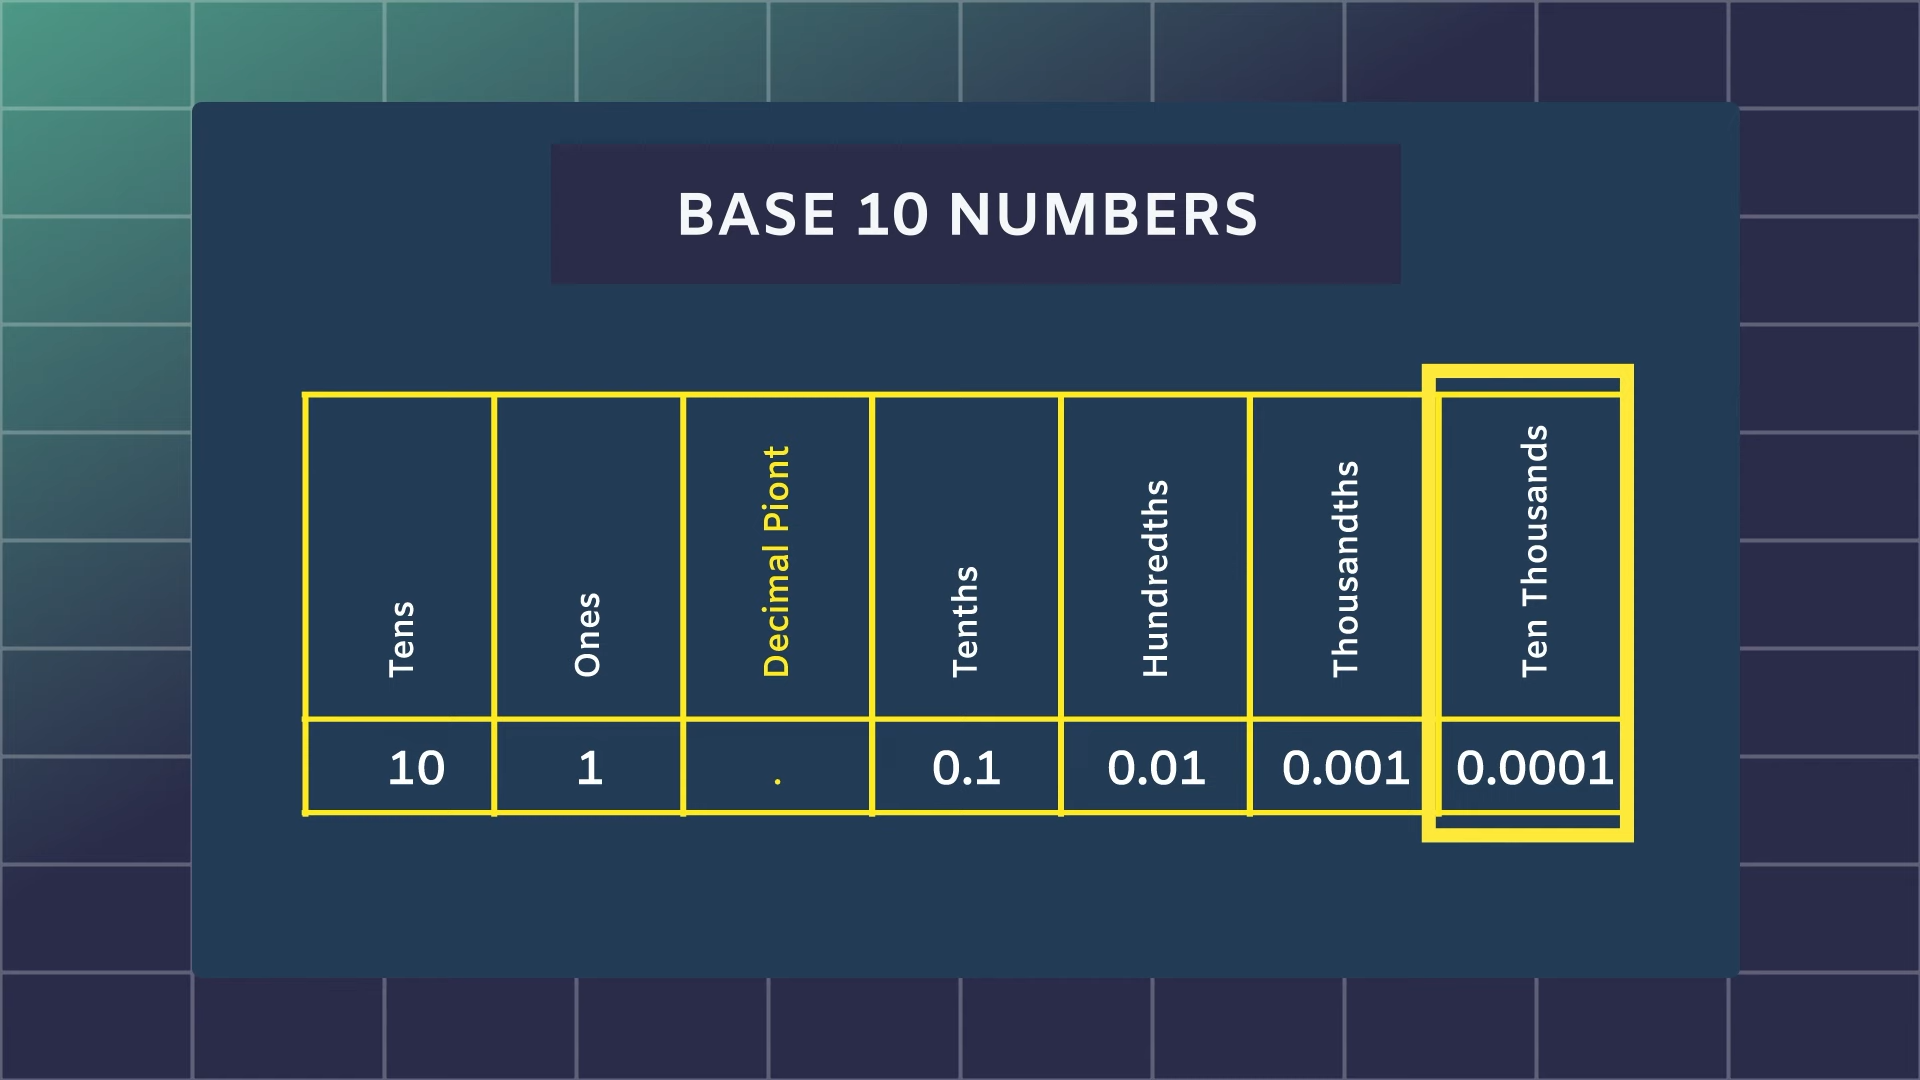 BASE 10 NUMBERS
Tens
Ones
Decimal Piont
Tenths
Hundredths
Thousandths
Ten Thousands
10
1
.
0.1
0.01
0.001
0.0001